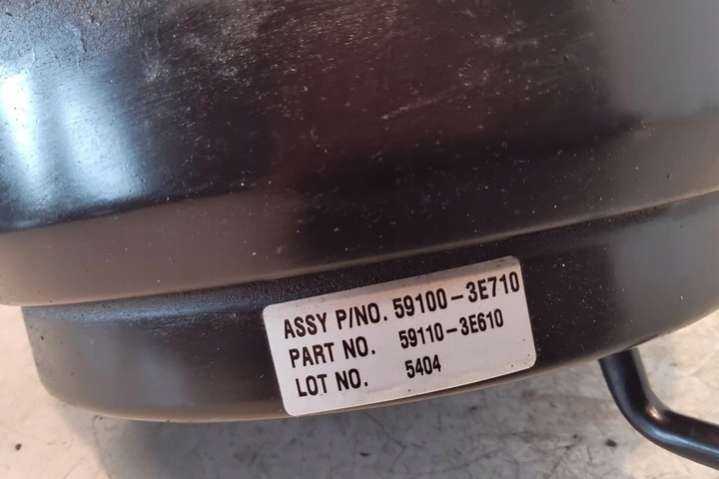 ASSY P/NO. 59100-3E710
PART NO. 59110-3E610
LOT NO. 5404